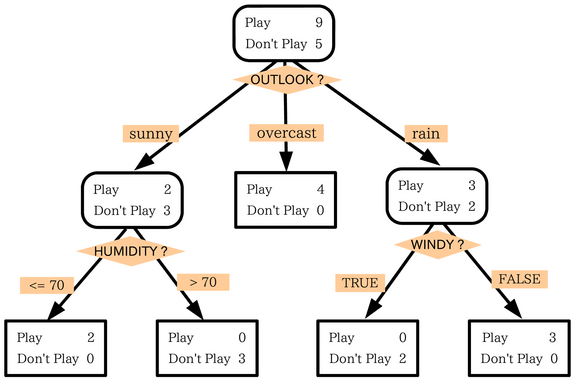 Play 9
Don't Play 5
OUTLOOK ?
sunny
overcast
rain
Play 2
Don't Play 3
Play 4
Don't Play 0
Play 3
Don't Play 2
HUMIDITY ?
WINDY ?
<= 70
> 70
TRUE
FALSE
Play 2
Don't Play 0
Play 0
Don't Play 3
Play 0
Don't Play 2
Play 3
Don't Play 0